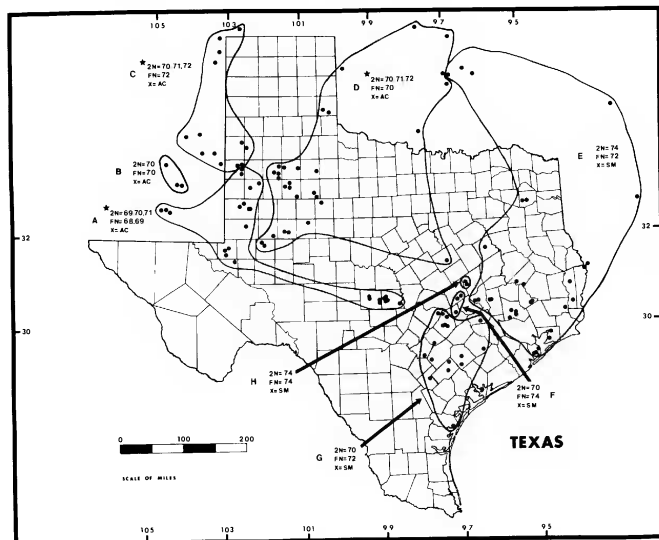 105
103
101
99
97
95
C
2N=70,71,72
FN=72
X=AC
D
2N=70,71,72
FN=70
X=AC
E
2N=74
FN=72
X=SM
B
2N=70
FN=70
X=AC
A
2N=69,70,71
FN=68,69
X=AC
32
32
30
30
H
2N=74
FN=74
X=SM
2N=70
FN=74
X=SM
F
G
2N=70
FN=72
X=SM
TEXAS
0 50 100 150 200
SCALE OF MILES
105
103
101
99
97
95